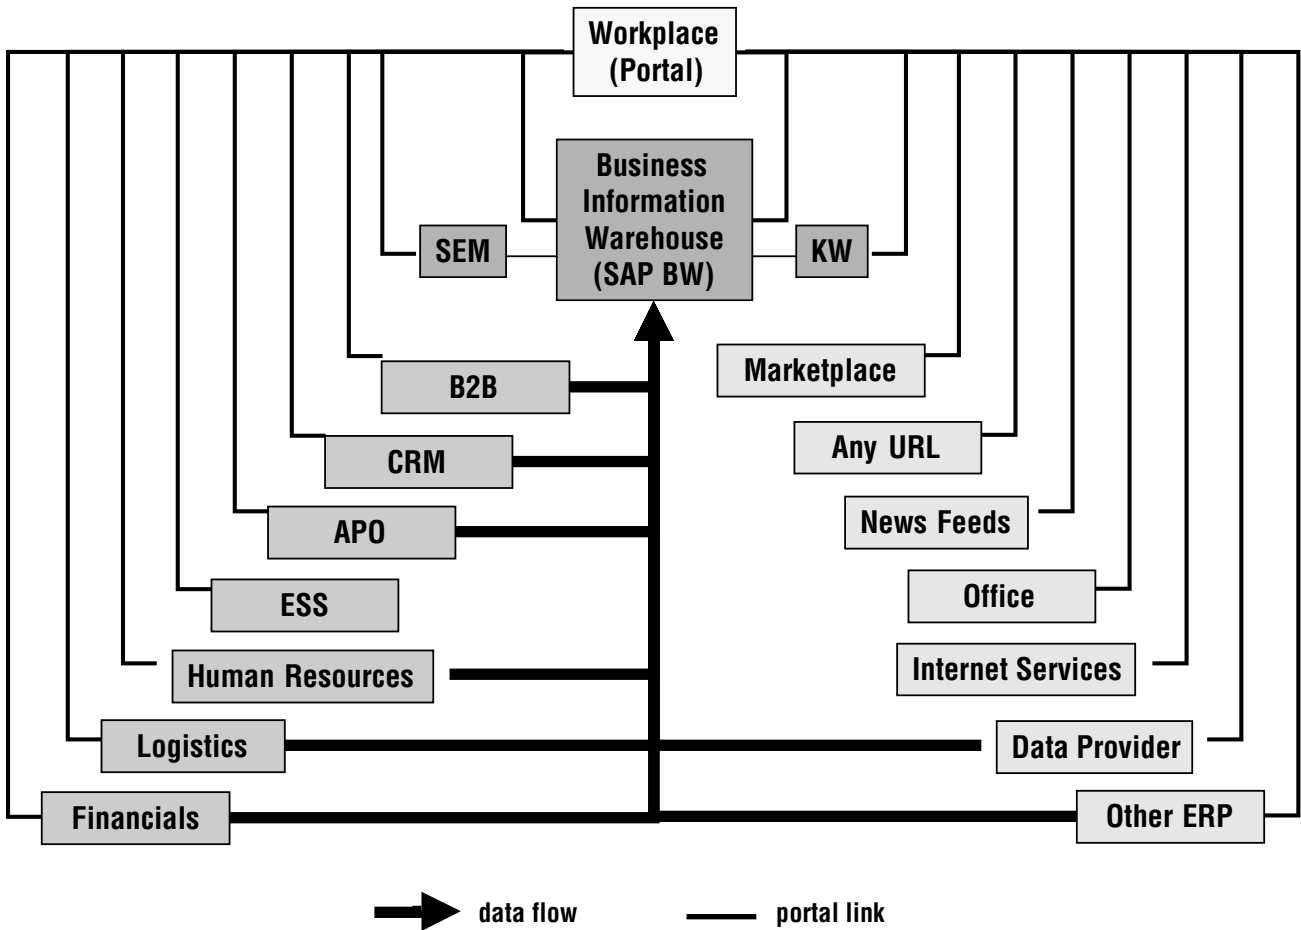 Workplace
(Portal)
Business
Information
Warehouse
(SAP BW)
SEM
KW
Marketplace
B2B
Any URL
CRM
News Feeds
APO
Office
ESS
Internet Services
Human Resources
Logistics
Data Provider
Financials
Other ERP
data flow
portal link